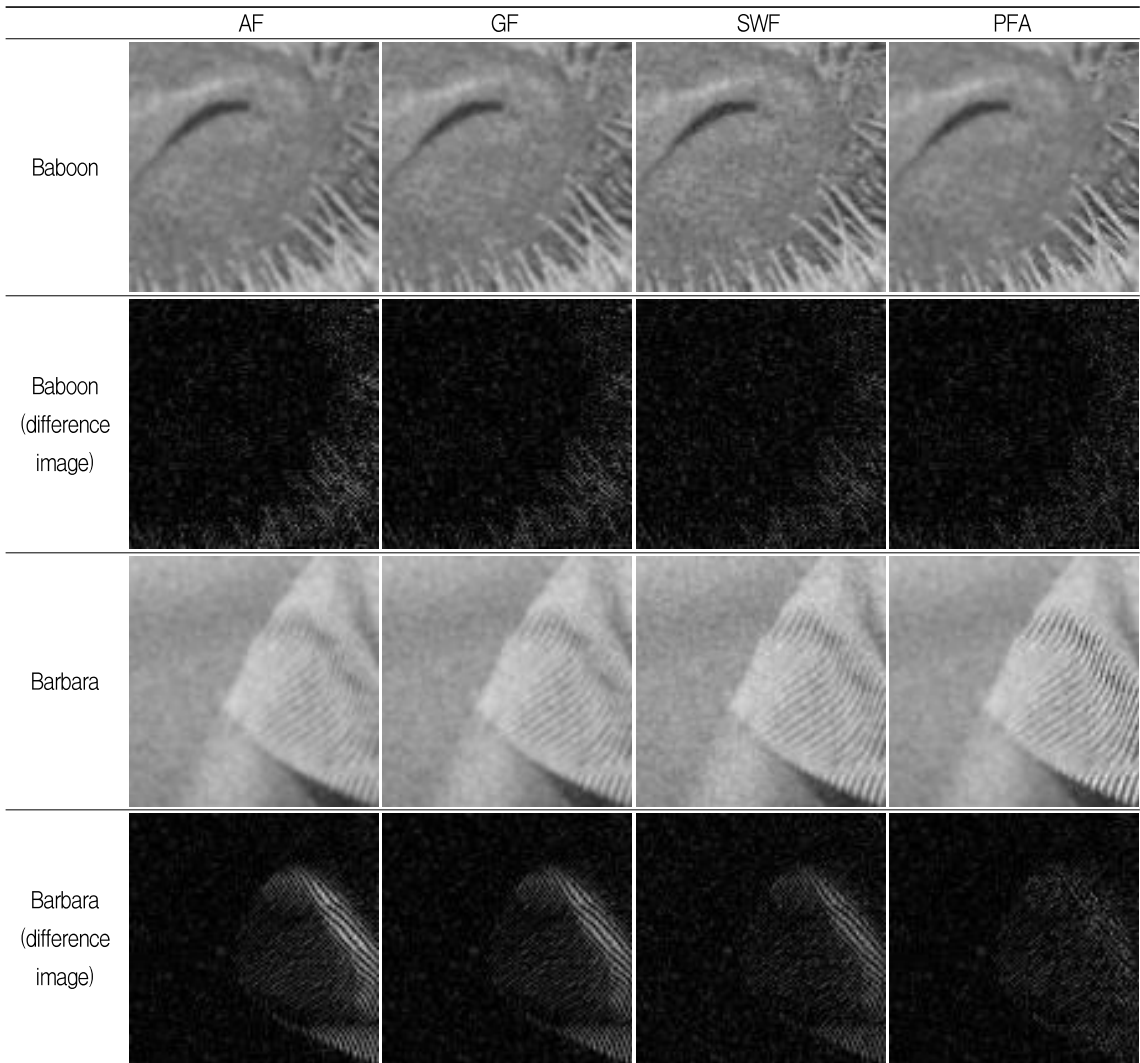 AF GF SWF PFA
Baboon
Baboon
(difference
image)
Barbara
Barbara
(difference
image)